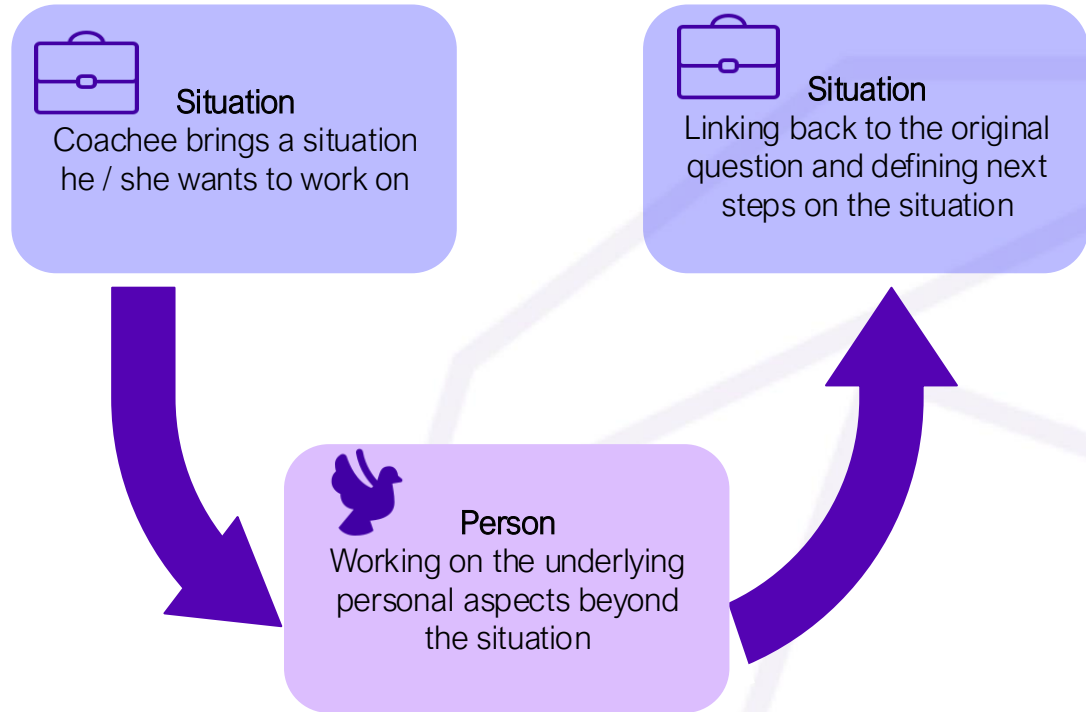 Situation
Coachee brings a situation
he / she wants to work on
Situation
Linking back to the original
question and defining next
steps on the situation
Person
Working on the underlying
personal aspects beyond
the situation